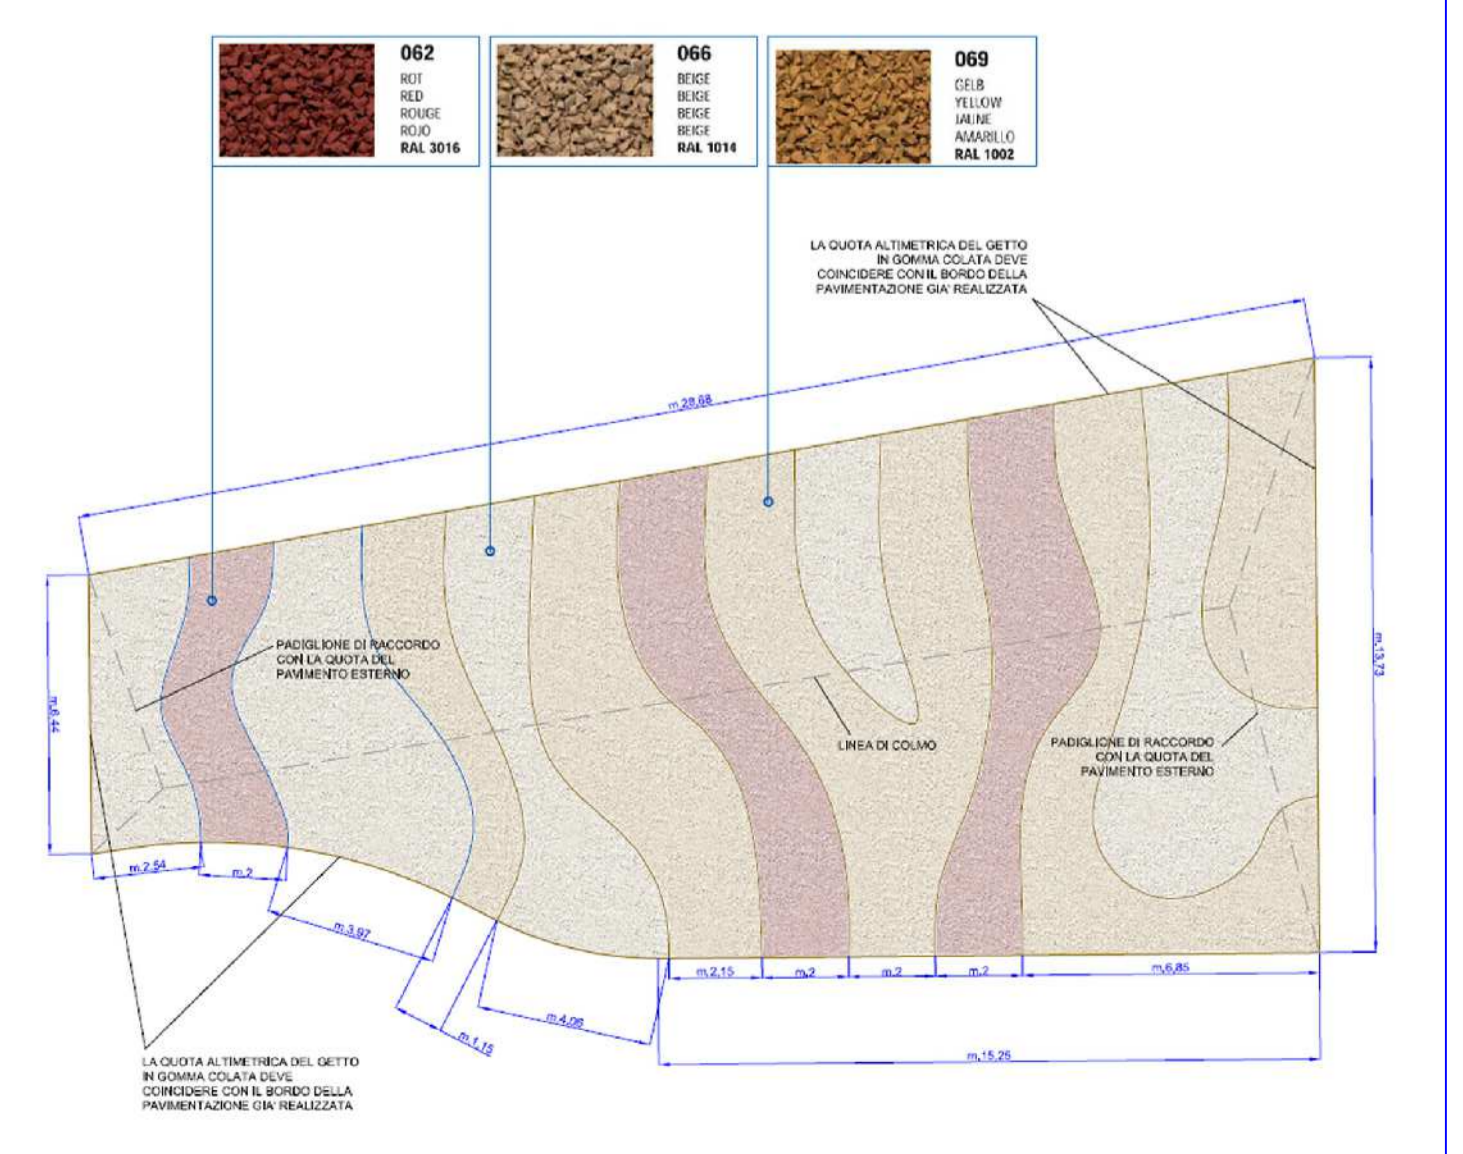 062
ROT
RED
ROUGE
ROJO
RAL 3016
066
BEIGE
BEIGE
BEIGE
BEIGE
RAL 1014
069
GELB
YELLOW
JAUNE
AMARILLO
RAL 1002
LA QUOTA ALTIMETRICA DEL GETTO
IN GOMMA COLATA DEVE
COINCIDERE CON IL BORDO DELLA
PAVIMENTAZIONE GIA' REALIZZATA
m.28,68
m.13,73
m.6,44
PADIGLIONE DI RACCORDO
CON LA QUOTA DEL
PAVIMENTO ESTERNO
LINEA DI COLMO
PADIGLIONE DI RACCORDO
CON LA QUOTA DEL
PAVIMENTO ESTERNO
m.2,54
m.2
m.3,97
m.1,15
m.4,06
m.2,15
m.2
m.2
m.2
m.6,85
m.15,25
LA QUOTA ALTIMETRICA DEL GETTO
IN GOMMA COLATA DEVE
COINCIDERE CON IL BORDO DELLA
PAVIMENTAZIONE GIA' REALIZZATA